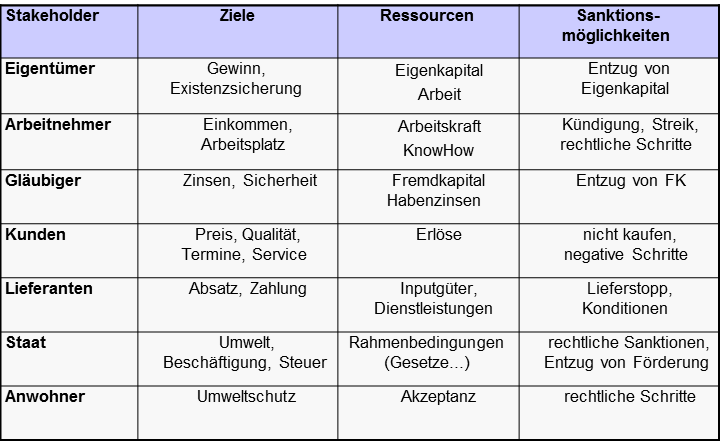 Stakeholder Ziele Ressourcen Sanktions-
möglichkeiten
Eigentümer Gewinn, Eigenkapital Entzug von
Existenzsicherung Arbeit Eigenkapital
Arbeitnehmer Einkommen, Arbeitskraft Kündigung, Streik,
Arbeitsplatz KnowHow rechtliche Schritte
Gläubiger Zinsen, Sicherheit Fremdkapital Entzug von FK
Habenzinsen
Kunden Preis, Qualität, Erlöse nicht kaufen,
Termine, Service negative Schritte
Lieferanten Absatz, Zahlung Inputgüter, Lieferstopp,
Dienstleistungen Konditionen
Staat Umwelt, Rahmenbedingungen rechtliche Sanktionen,
Beschäftigung, Steuer (Gesetze...) Entzug von Förderung
Anwohner Umweltschutz Akzeptanz rechtliche Schritte